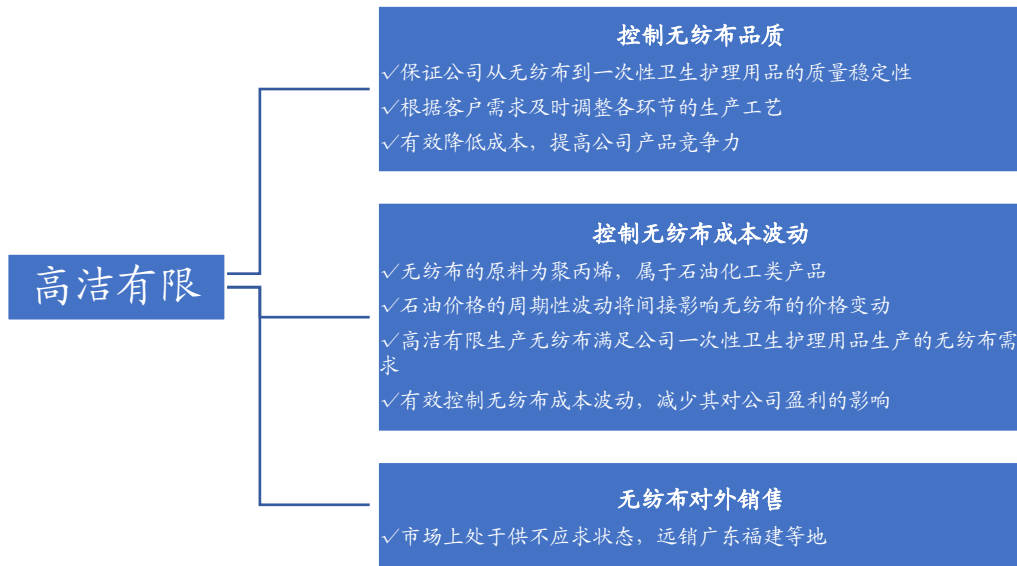 控制无纺布品质
✓保证公司从无纺布到一次性卫生护理用品的质量稳定性
✓根据客户需求及时调整各环节的生产工艺
✓有效降低成本，提高公司产品竞争力
高洁有限
控制无纺布成本波动
✓无纺布的原料为聚丙烯，属于石油化工类产品
✓石油价格的周期性波动将间接影响无纺布的价格变动
✓高洁有限生产无纺布满足公司一次性卫生护理用品生产的无纺布需
求
✓有效控制无纺布成本波动，减少其对公司盈利的影响
无纺布对外销售
✓市场上处于供不应求状态，远销广东福建等地